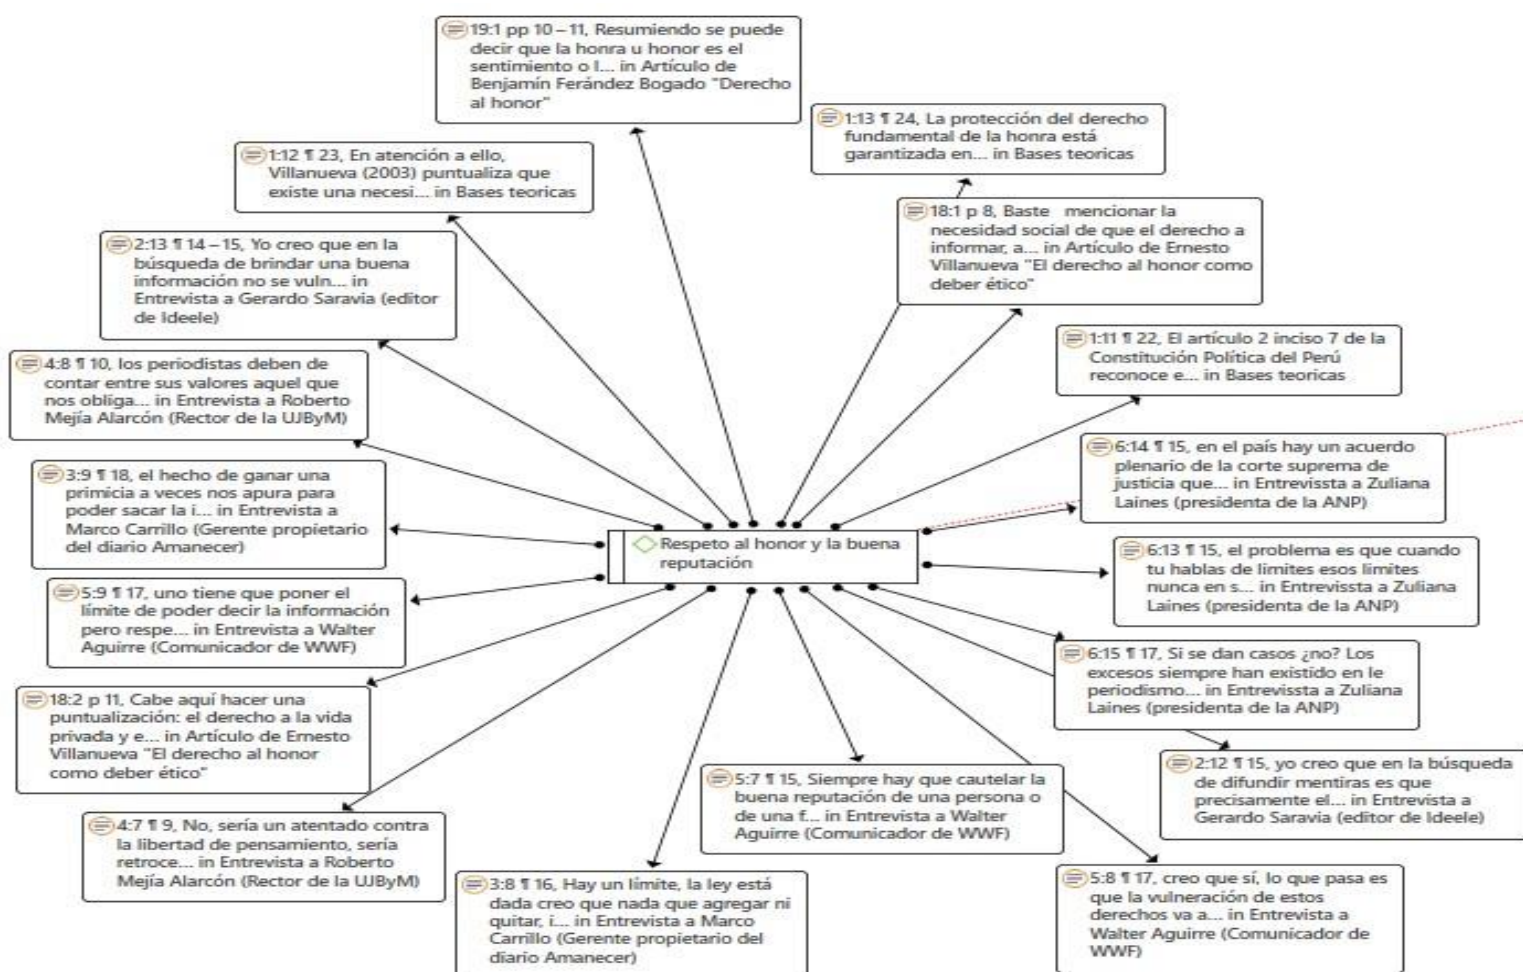 19:1 pp 10 – 11, Resumiendo se puede
decir que la honra u honor es el
sentimiento o l... in Artículo de
Benjamín Ferández Bogado "Derecho
al honor"
1:13 ¶ 24, La protección del derecho
fundamental de la honra está
garantizada en... in Bases teoricas
1:12 ¶ 23, En atención a ello,
Villanueva (2003) puntualiza que
existe una necesi... in Bases teoricas
18:1 p 8, Baste mencionar la
necesidad social de que el derecho a
informar, a... in Artículo de Ernesto
Villanueva "El derecho al honor como
deber ético"
2:13 ¶ 14 – 15, Yo creo que en la
búsqueda de brindar una buena
información no se vuln... in
Entrevista a Gerardo Saravia (editor
de Ideele)
1:11 ¶ 22, El artículo 2 inciso 7 de la
Constitución Política del Perú
reconoce e... in Bases teoricas
4:8 ¶ 10, los periodistas deben de
contar entre sus valores aquel que
nos obliga... in Entrevista a Roberto
Mejía Alarcón (Rector de la UJByM)
6:14 ¶ 15, en el país hay un acuerdo
plenario de la corte suprema de
justicia que... in Entrevissta a Zuliana
Laines (presidenta de la ANP)
3:9 ¶ 18, el hecho de ganar una
primicia a veces nos apura para
poder sacar la i... in Entrevista a
Marco Carrillo (Gerente propietario
del diario Amanecer)
Respeto al honor y la buena
reputación
6:13 ¶ 15, el problema es que cuando
tu hablas de limites esos limites
nunca en s... in Entrevissta a Zuliana
Laines (presidenta de la ANP)
5:9 ¶ 17, uno tiene que poner el
límite de poder decir la información
pero respe... in Entrevista a Walter
Aguirre (Comunicador de WWF)
6:15 ¶ 17, Si se dan casos ¿no? Los
excesos siempre han existido en le
periodismo... in Entrevissta a Zuliana
Laines (presidenta de la ANP)
18:2 p 11, Cabe aquí hacer una
puntualización: el derecho a la vida
privada y e... in Artículo de Ernesto
Villanueva "El derecho al honor
como deber ético"
2:12 ¶ 15, yo creo que en la búsqueda
de difundir mentiras es que
precisamente el... in Entrevista a
Gerardo Saravia (editor de Ideele)
5:7 ¶ 15, Siempre hay que cautelar la
buena reputación de una persona o
de una f... in Entrevista a Walter
Aguirre (Comunicador de WWF)
4:7 ¶ 9, No, sería un atentado contra
la libertad de pensamiento, sería
retroce... in Entrevista a Roberto
Mejía Alarcón (Rector de la UJByM)
3:8 ¶ 16, Hay un límite, la ley está
dada creo que nada que agregar ni
quitar, i... in Entrevista a Marco
Carrillo (Gerente propietario del
diario Amanecer)
5:8 ¶ 17, creo que sí, lo que pasa es
que la vulneración de estos
derechos va a... in Entrevista a
Walter Aguirre (Comunicador de
WWF)